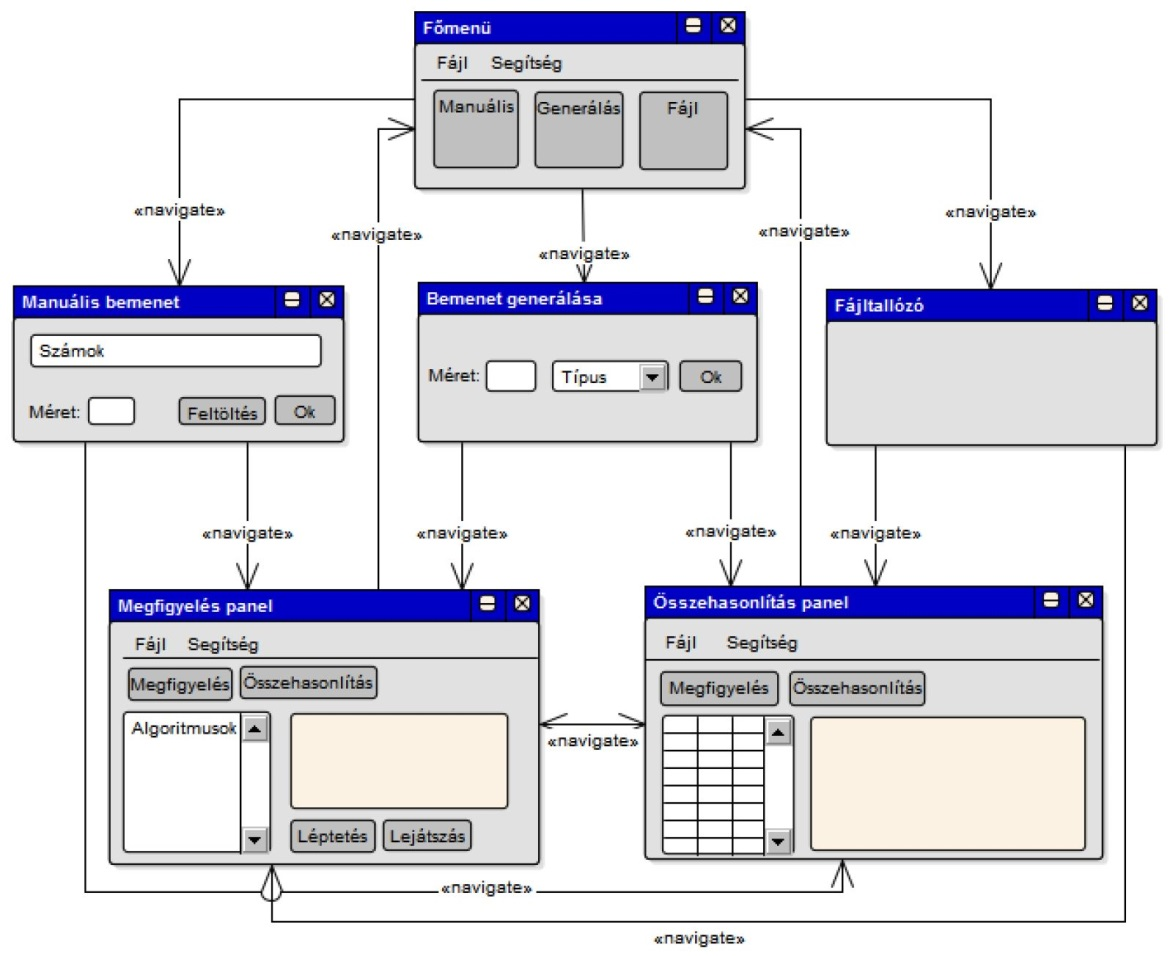 Főmenü
Fájl Segítség
Manuális Generálás Fájl
«navigate»
«navigate»
«navigate»
«navigate»
«navigate»
Manuális bemenet
Számok
Méret: Feltöltés Ok
Bemenet generálása
Méret: Típus Ok
Fájltallózó
«navigate»
«navigate»
«navigate»
«navigate»
Megfigyelés panel
Fájl Segítség
Megfigyelés Összehasonlítás
Algoritmusok
Léptetés Lejátszás
«navigate»
Összehasonlítás panel
Fájl Segítség
Megfigyelés Összehasonlítás
«navigate»
«navigate»